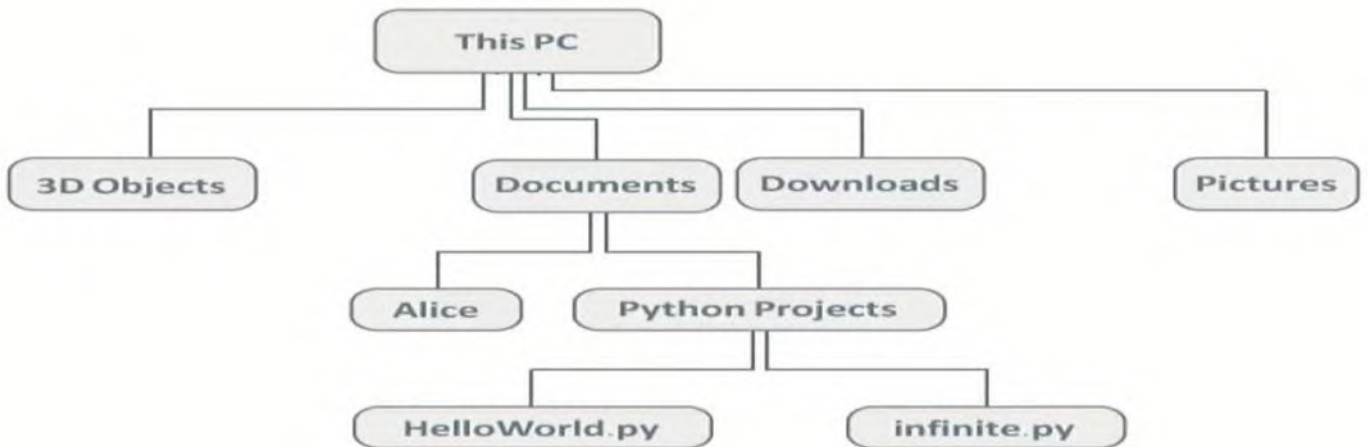 This PC
3D Objects
Documents
Downloads
Pictures
Alice
Python Projects
HelloWorld.py
infinite.py